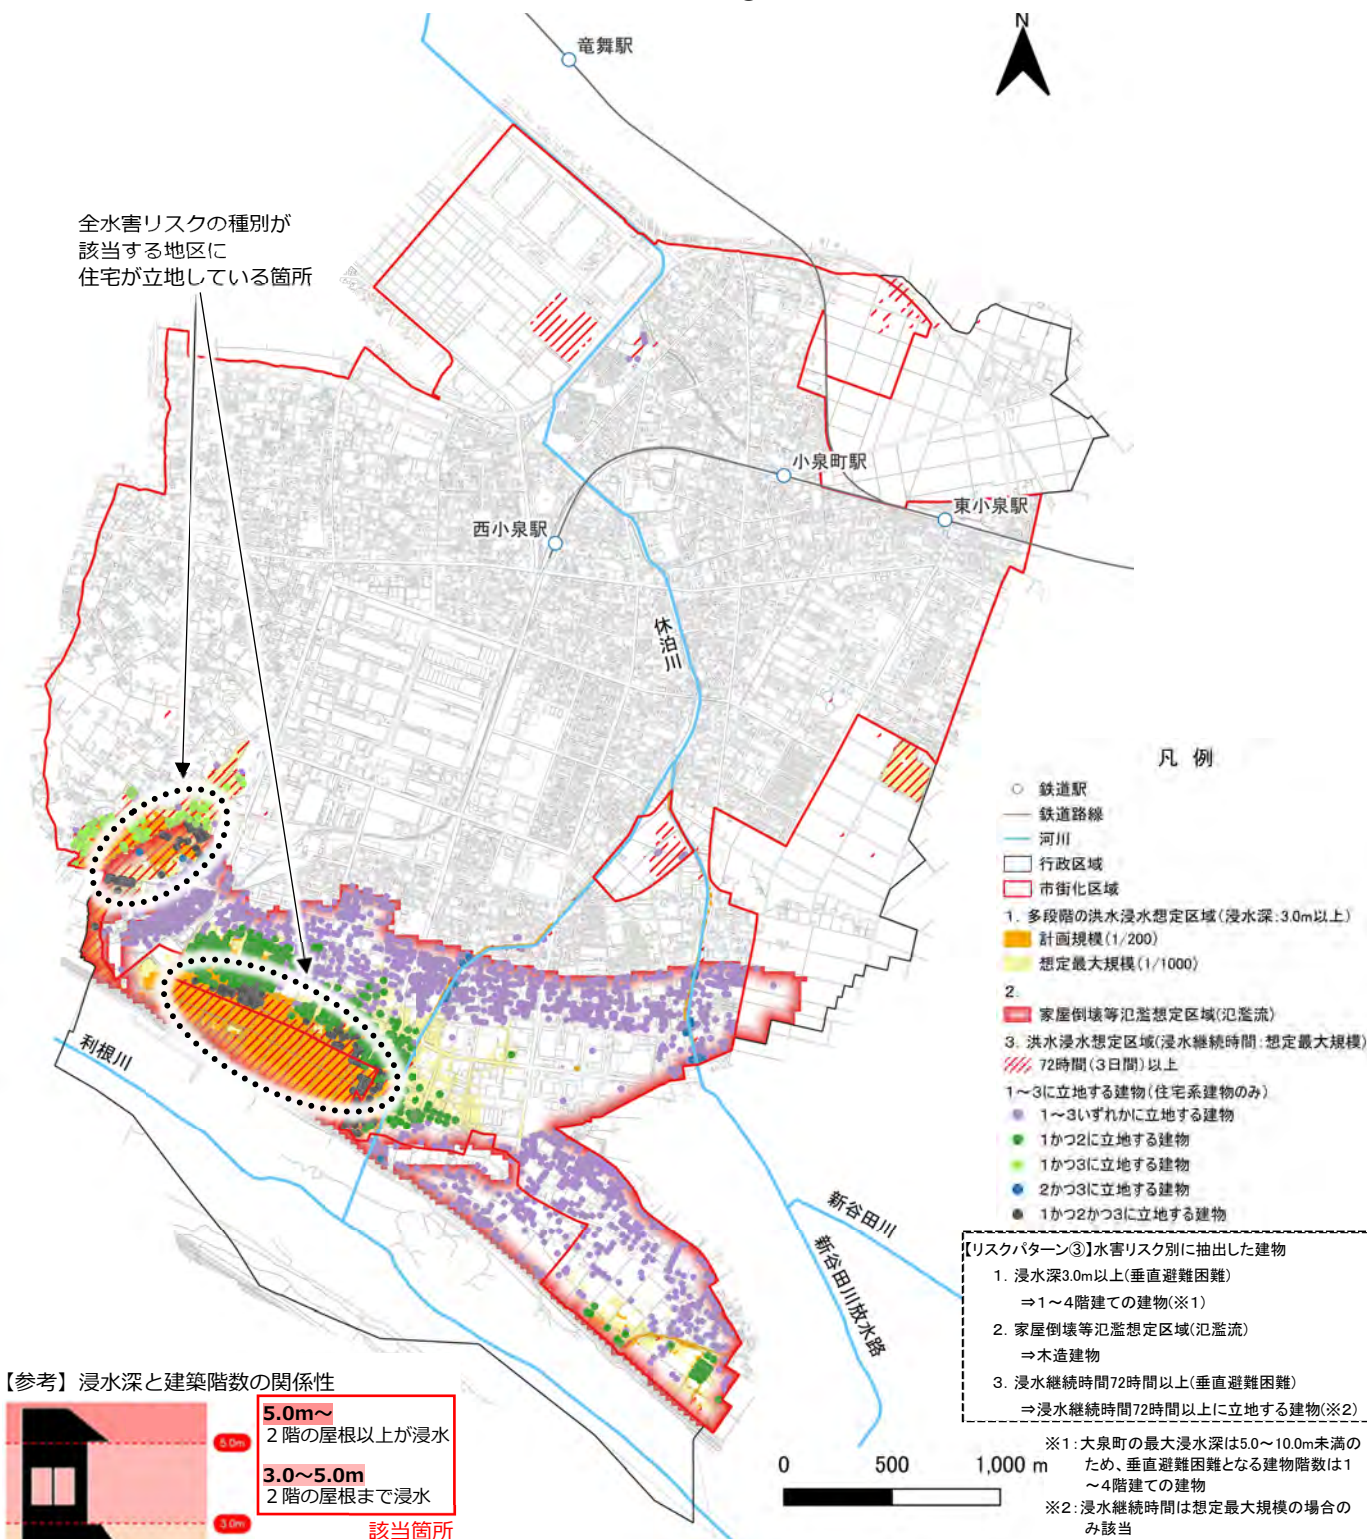 N
竜舞駅
全水害リスクの種別が
該当する地区に
住宅が立地している箇所
小泉町駅
東小泉駅
西小泉駅
休泊川
利根川
新谷田川
新谷田川放水路
凡 例
鉄道駅
鉄道路線
河川
行政区域
市街化区域
1. 多段階の洪水浸水想定区域(浸水深:3.0m以上)
計画規模(1/200)
想定最大規模(1/1000)
2.
家屋倒壊等氾濫想定区域(氾濫流)
3. 洪水浸水想定区域(浸水継続時間:想定最大規模)
72時間(3日間)以上
1～3に立地する建物(住宅系建物のみ)
1～3いずれかに立地する建物
1かつ2に立地する建物
1かつ3に立地する建物
2かつ3に立地する建物
1かつ2かつ3に立地する建物
【リスクパターン③】水害リスク別に抽出した建物
1. 浸水深3.0m以上(垂直避難困難)
⇒1～4階建ての建物(※1)
2. 家屋倒壊等氾濫想定区域(氾濫流)
⇒木造建物
3. 浸水継続時間72時間以上(垂直避難困難)
⇒浸水継続時間72時間以上に立地する建物(※2)
※1:大泉町の最大浸水深は5.0～10.0m未満の
ため、垂直避難困難となる建物階数は1
～4階建ての建物
※2:浸水継続時間は想定最大規模の場合の
み該当
0 500 1,000 m
【参考】浸水深と建築階数の関係性
5.0m
3.0m
5.0m～
２階の屋根以上が浸水
3.0～5.0m
２階の屋根まで浸水
該当箇所